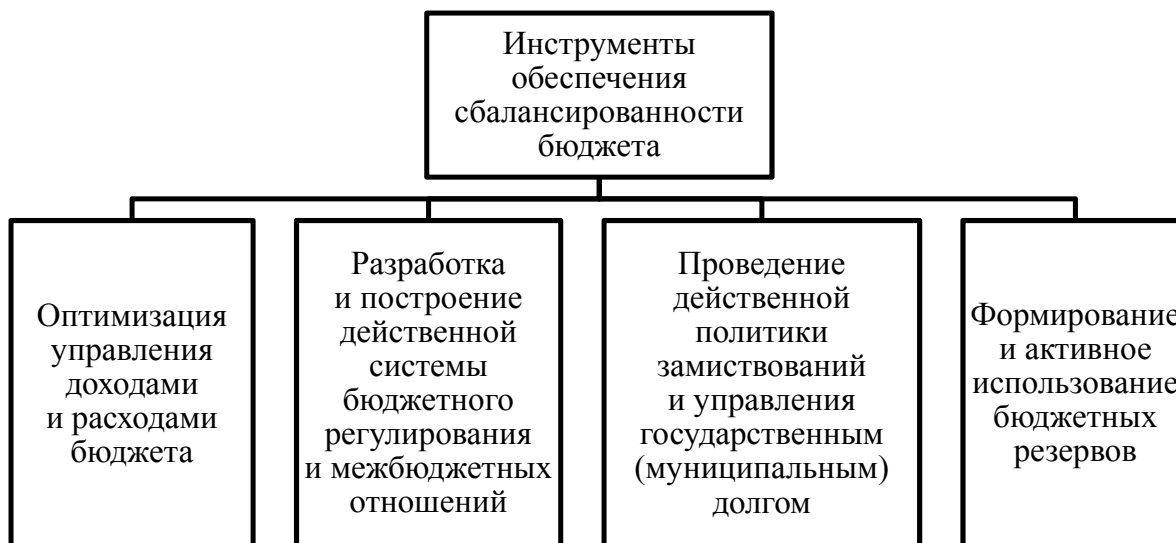 Инструменты
обеспечения
сбалансированности
бюджета
Оптимизация
управления
доходами
и расходами
бюджета
Разработка
и построение
действенной
системы
бюджетного
регулирования
и межбюджетных
отношений
Проведение
действенной
политики
замиствований
и управления
государственным
(муниципальным)
долгом
Формирование
и активное
использование
бюджетных
резервов